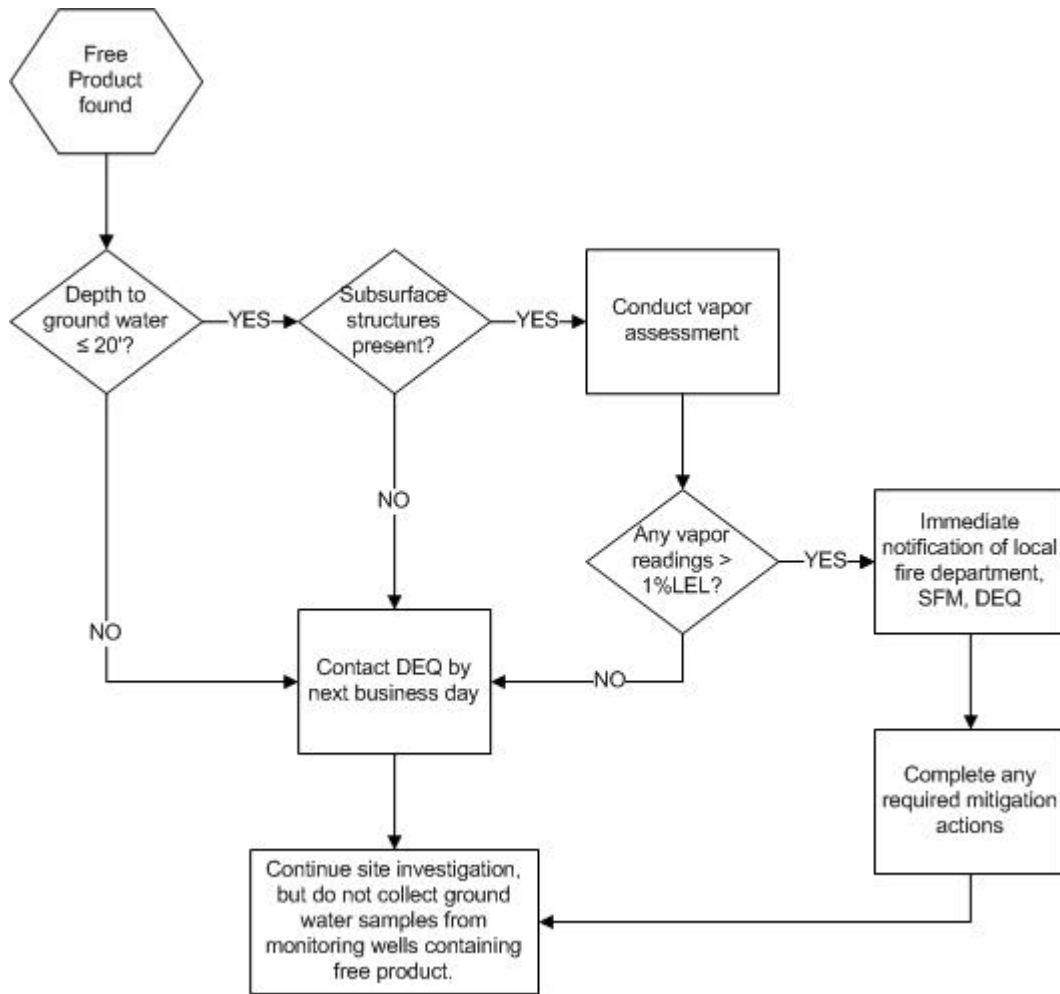 Free
Product
found
Depth to
ground water
≤ 20'?
YES
Subsurface
structures
present?
YES
Conduct vapor
assessment
NO
Any vapor
readings >
1%LEL?
YES
Immediate
notification of local
fire department,
SFM, DEQ
NO
Contact DEQ by
next business day
NO
Complete any
required mitigation
actions
Continue site investigation,
but do not collect ground
water samples from
monitoring wells containing
free product.